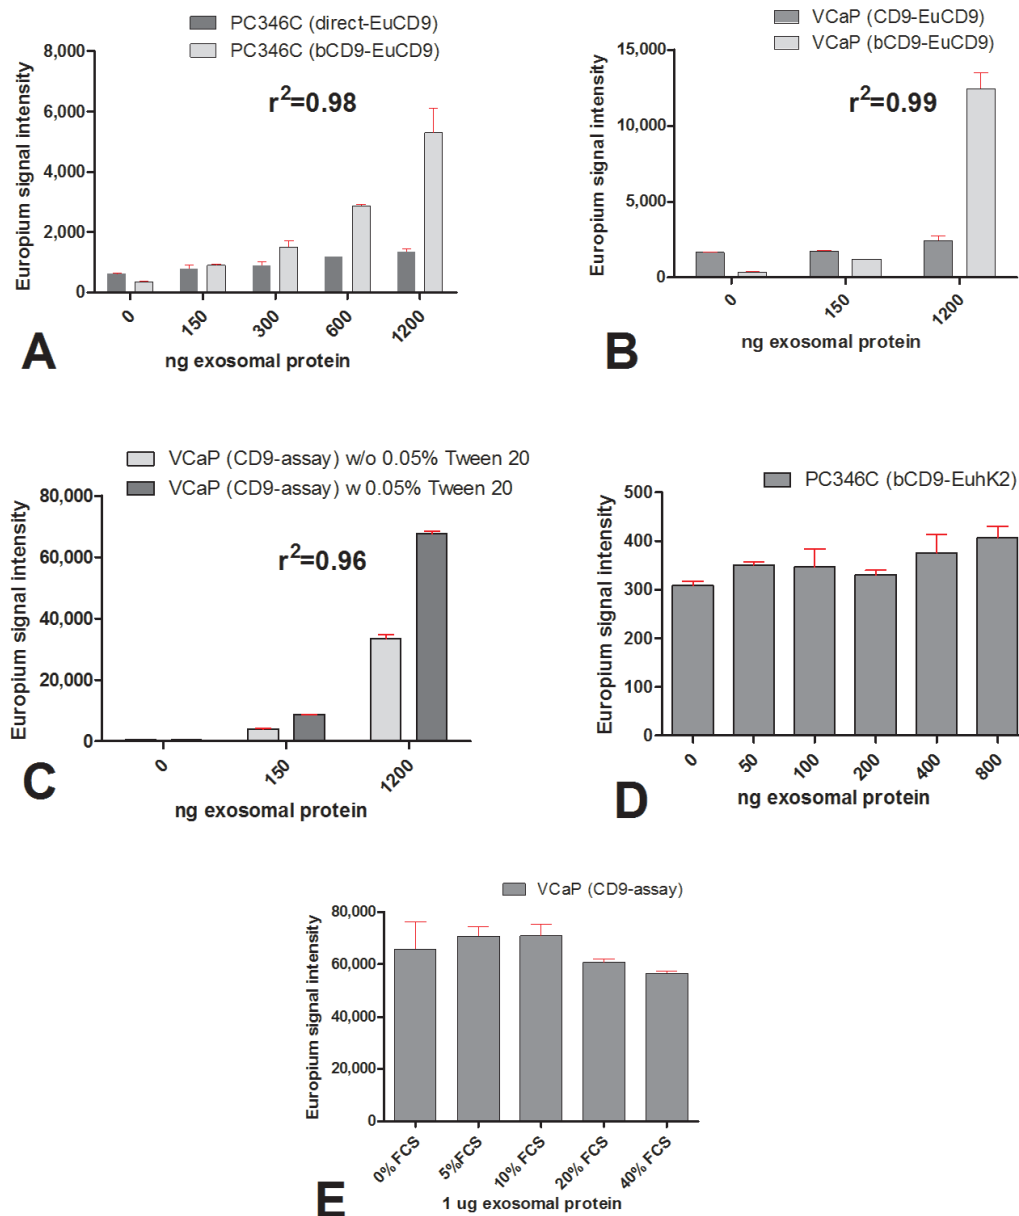 PC346C (direct-EuCD9)
PC346C (bCD9-EuCD9)
8,000
6,000
4,000
2,000
0
Europium signal intensity
r²=0.98
0
150
300
600
1200
ng exosomal protein
A
VCaP (CD9-EuCD9)
VCaP (bCD9-EuCD9)
15,000
10,000
5,000
0
Europium signal intensity
r²=0.99
0
150
1200
ng exosomal protein
B
VCaP (CD9-assay) w/o 0.05% Tween 20
VCaP (CD9-assay) w 0.05% Tween 20
80,000
60,000
40,000
20,000
0
Europium signal intensity
r²=0.96
0
150
1200
ng exosomal protein
C
PC346C (bCD9-EuhK2)
500
400
300
200
100
0
Europium signal intensity
0
50
100
200
400
800
ng exosomal protein
D
VCaP (CD9-assay)
80,000
60,000
40,000
20,000
0
Europium signal intensity
0% FCS
5%FCS
10% FCS
20% FCS
40% FCS
1 ug exosomal protein
E